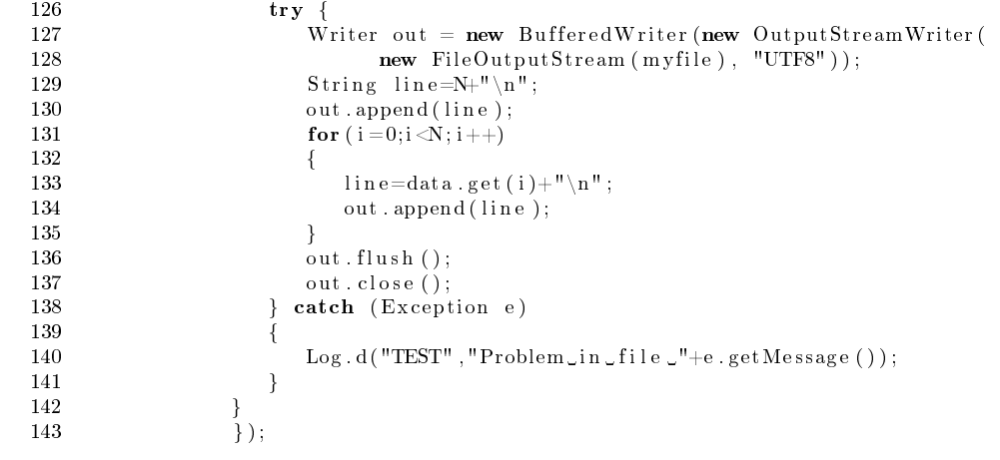 126 try {
127 Writer out = new BufferedWriter(new OutputStreamWriter(
128 new FileOutputStream(myfile), "UTF8"));
129 String line=N+"\n";
130 out.append(line);
131 for(i=0;i<N;i++)
132 {
133 line=data.get(i)+"\n";
134 out.append(line);
135 }
136 out.flush();
137 out.close();
138 } catch (Exception e)
139 {
140 Log.d("TEST","Problem␣in␣file␣"+e.getMessage());
141 }
142 }
143 });